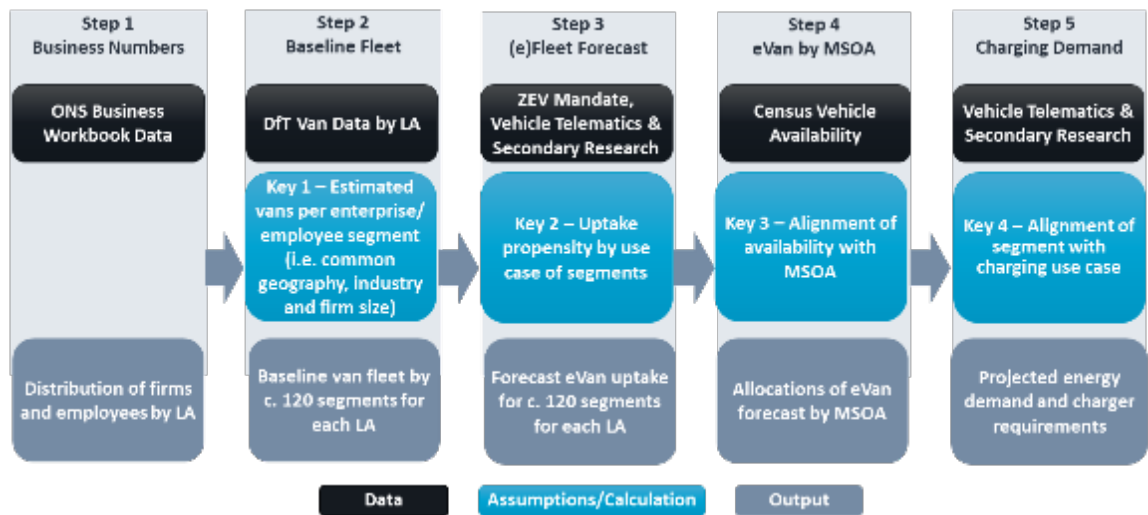 Step 1
Business Numbers
ONS Business
Workbook Data
Distribution of firms
and employees by LA
Step 2
Baseline Fleet
DfT Van Data by LA
Key 1 – Estimated
vans per enterprise/
employee segment
(i.e. common
geography, industry
and firm size)
Baseline van fleet by
c. 120 segments for
each LA
Step 3
(e)Fleet Forecast
ZEV Mandate,
Vehicle Telematics &
Secondary Research
Key 2 – Uptake
propensity by use
case of segments
Forecast eVan uptake
for c. 120 segments
for each LA
Step 4
eVan by MSOA
Census Vehicle
Availability
Key 3 – Alignment of
availability with
MSOA
Allocations of eVan
forecast by MSOA
Step 5
Charging Demand
Vehicle Telematics &
Secondary Research
Key 4 – Alignment of
segment with
charging use case
Projected energy
demand and charger
requirements
Data
Assumptions/Calculation
Output